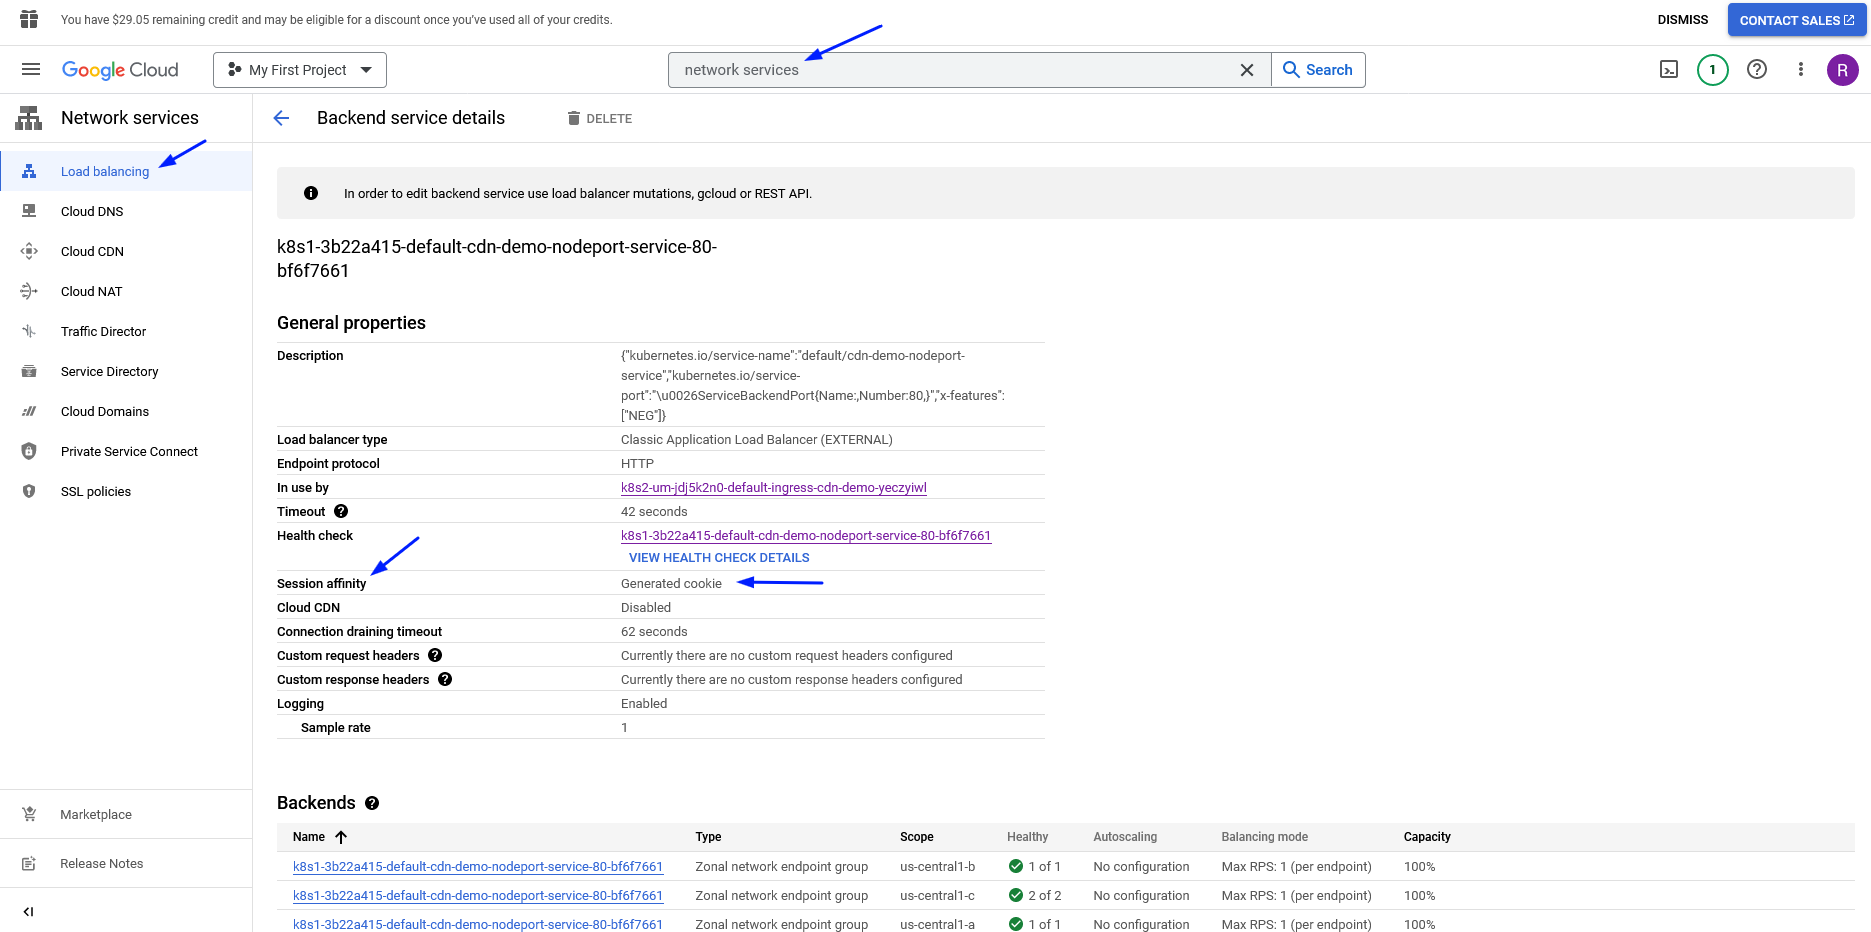 You have $29.05 remaining credit and may be eligible for a discount once you've used all of your credits.
DISMISS
CONTACT SALES
Google Cloud
My First Project
network services
Search
1
R
Network services
Backend service details
DELETE
Load balancing
Cloud DNS
Cloud CDN
Cloud NAT
Traffic Director
Service Directory
Cloud Domains
Private Service Connect
SSL policies
Marketplace
Release Notes
In order to edit backend service use load balancer mutations, gcloud or REST API.
k8s1-3b22a415-default-cdn-demo-nodeport-service-80-
bf6f7661
General properties
Description
{"kubernetes.io/service-name":"default/cdn-demo-nodeport-
service","kubernetes.io/service-
port":"\u0026ServiceBackendPort{Name:,Number:80,}","x-features":
["NEG"]}
Load balancer type Classic Application Load Balancer (EXTERNAL)
Endpoint protocol HTTP
In use by k8s2-um-jdj5k2n0-default-ingress-cdn-demo-yeczyiwl
Timeout 42 seconds
Health check k8s1-3b22a415-default-cdn-demo-nodeport-service-80-bf6f7661
VIEW HEALTH CHECK DETAILS
Session affinity Generated cookie
Cloud CDN Disabled
Connection draining timeout 62 seconds
Custom request headers Currently there are no custom request headers configured
Custom response headers Currently there are no custom response headers configured
Logging Enabled
Sample rate 1
Backends
Name Type Scope Healthy Autoscaling Balancing mode Capacity
k8s1-3b22a415-default-cdn-demo-nodeport-service-80-bf6f7661 Zonal network endpoint group us-central1-b 1 of 1 No configuration Max RPS: 1 (per endpoint) 100%
k8s1-3b22a415-default-cdn-demo-nodeport-service-80-bf6f7661 Zonal network endpoint group us-central1-c 2 of 2 No configuration Max RPS: 1 (per endpoint) 100%
k8s1-3b22a415-default-cdn-demo-nodeport-service-80-bf6f7661 Zonal network endpoint group us-central1-a 1 of 1 No configuration Max RPS: 1 (per endpoint) 100%